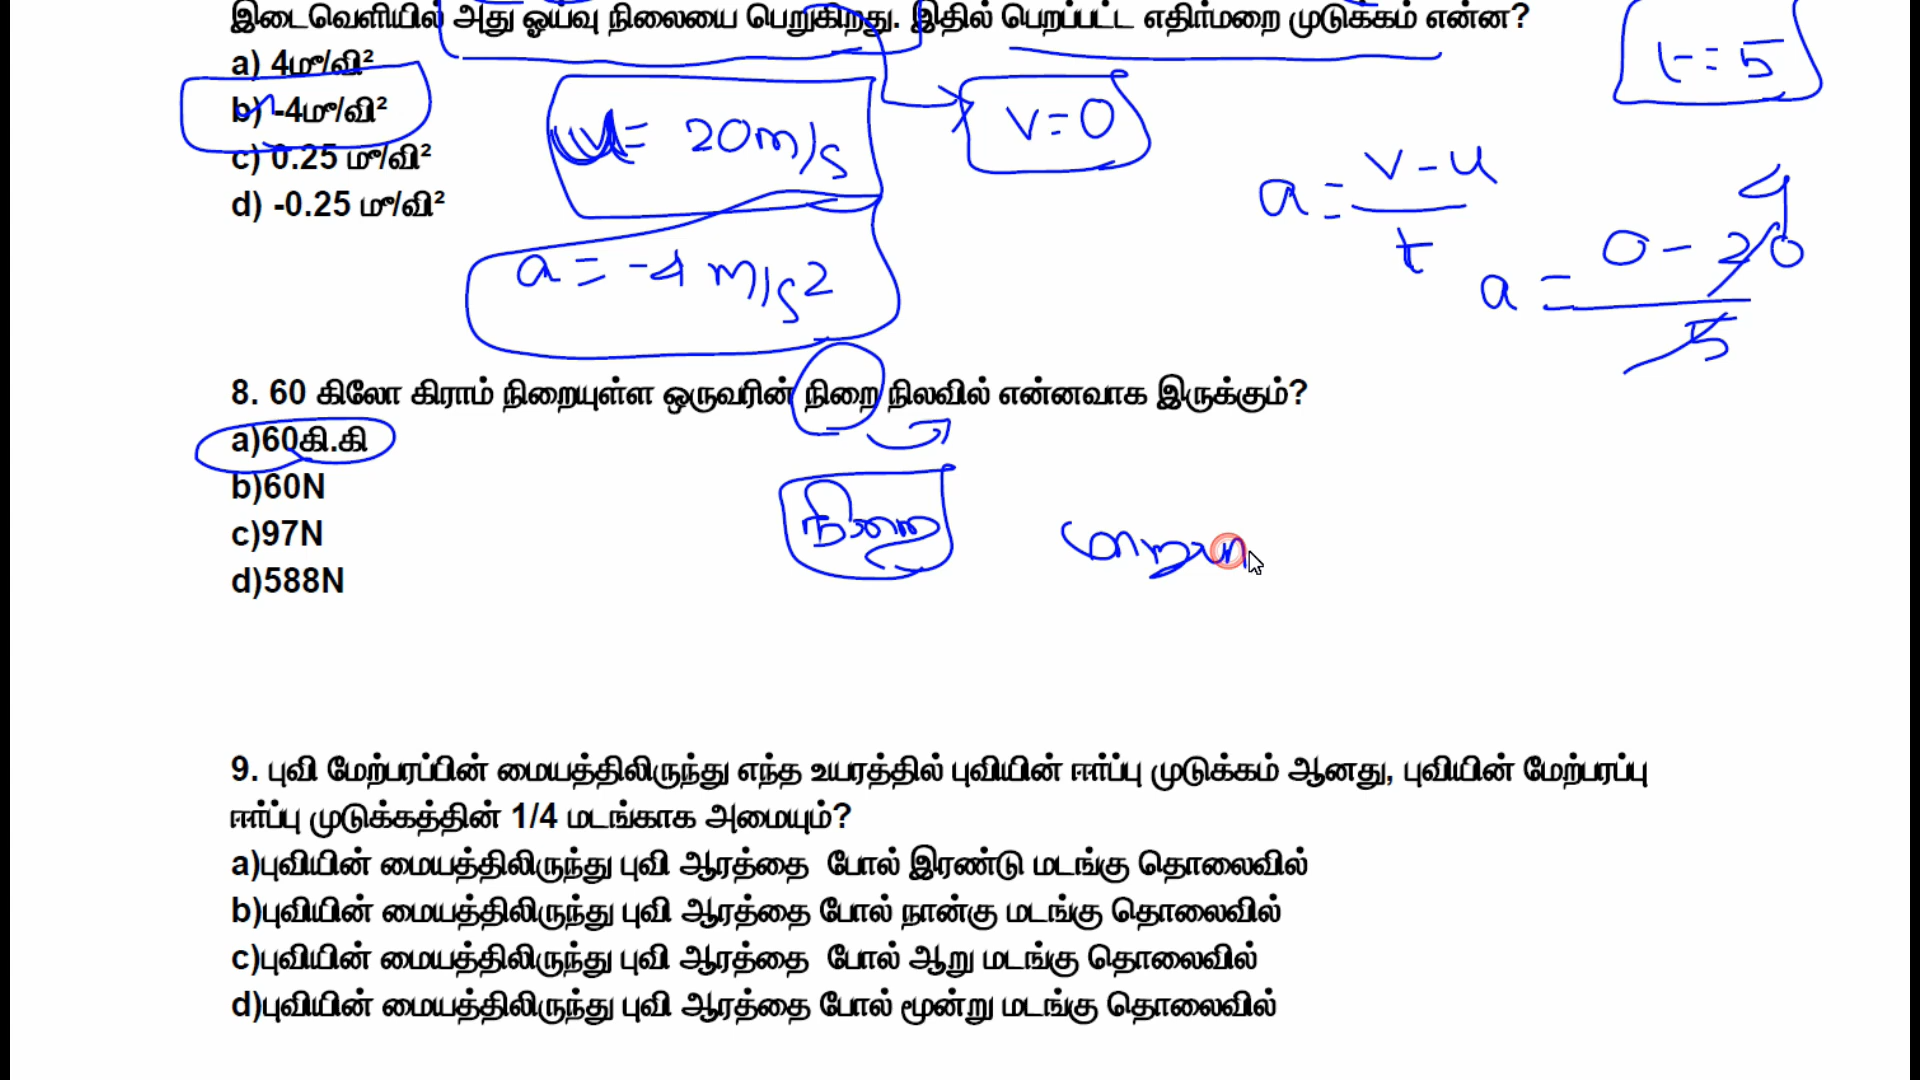 இடைவெளியில் அது ஓய்வு நிலையை பெறுகிறது. இதில் பெறப்பட்ட எதிர்மறை முடுக்கம் என்ன?
t = 5
a) 4மீ/வி²
b) -4மீ/வி²
u = 20m/s
v=0
c) 0.25 மீ/வி²
a = v-u / t
d) -0.25 மீ/வி²
4
a = 0 - 20 / 5
a = -4 m/s2
8. 60 கிலோ கிராம் நிறையுள்ள ஒருவரின் நிறை நிலவில் என்னவாக இருக்கும்?
a)60கி.கி
b)60N
நிறை
c)97N
d)588N
9. புவி மேற்பரப்பின் மையத்திலிருந்து எந்த உயரத்தில் புவியின் ஈர்ப்பு முடுக்கம் ஆனது, புவியின் மேற்பரப்பு
ஈர்ப்பு முடுக்கத்தின் 1/4 மடங்காக அமையும்?
a)புவியின் மையத்திலிருந்து புவி ஆரத்தை போல் இரண்டு மடங்கு தொலைவில்
b)புவியின் மையத்திலிருந்து புவி ஆரத்தை போல் நான்கு மடங்கு தொலைவில்
c)புவியின் மையத்திலிருந்து புவி ஆரத்தை போல் ஆறு மடங்கு தொலைவில்
d)புவியின் மையத்திலிருந்து புவி ஆரத்தை போல் மூன்று மடங்கு தொலைவில்